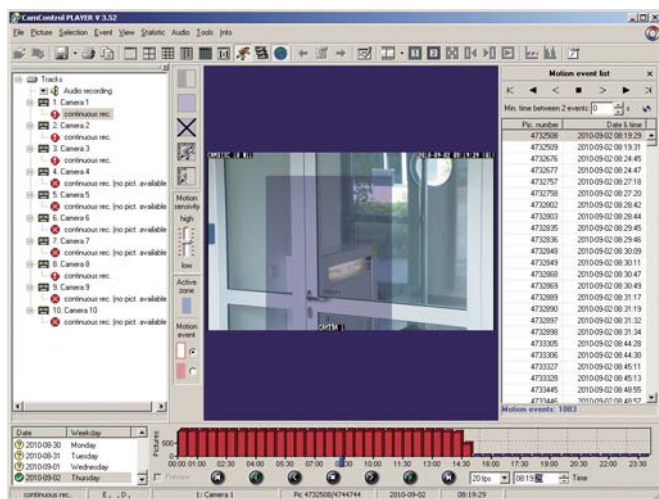 CamControl PLAYER V 3.52
File Picture Selection Event View Statistic Audio Tools Info
Tracks
Audio recording
1. Camera 1
continuous rec.
2. Camera 2
continuous rec.
3. Camera 3
continuous rec.
4. Camera 4
continuous rec. (no pict. available
5. Camera 5
continuous rec. (no pict. available
6. Camera 6
continuous rec. (no pict. available
7. Camera 7
continuous rec. (no pict. available
8. Camera 8
continuous rec.
9. Camera 9
continuous rec. (no pict. available
10. Camera 10
continuous rec. (no pict. available
Motion
sensivity
high
low
Active
zone
Motion
event
CAMERA 1
Motion event list
Min. time between 2 events: 0 s
Pic. number Date & time
4732508 2010-09-02 08:19:29
4732509 2010-09-02 08:19:31
4732676 2010-09-02 08:24:45
4732677 2010-09-02 08:24:47
4732757 2010-09-02 08:27:18
4732758 2010-09-02 08:27:20
4732802 2010-09-02 08:28:42
4732803 2010-09-02 08:28:44
4732835 2010-09-02 08:29:45
4732836 2010-09-02 08:29:46
4732848 2010-09-02 08:30:09
4732849 2010-09-02 08:30:11
4732868 2010-09-02 08:30:47
4732869 2010-09-02 08:30:49
4732889 2010-09-02 08:31:17
4732890 2010-09-02 08:31:19
4732897 2010-09-02 08:31:32
4732898 2010-09-02 08:31:34
4733305 2010-09-02 08:44:28
4733306 2010-09-02 08:44:30
4733327 2010-09-02 08:45:11
4733328 2010-09-02 08:45:13
4733445 2010-09-02 08:48:55
4733446 2010-09-02 08:48:57
Motion events: 1083
Date Weekday
2010-08-30 Monday
2010-08-31 Tuesday
2010-09-01 Wednesday
2010-09-02 Thursday
Pictures
500
0
00:00 01:00 02:30 04:00 05:30 07:00 08:30 10:00 11:30 13:00 14:30 16:00 17:30 19:00 20:30 22:00 23:30
Preview
20 fps
Time
continuous rec. E, , D, 1: Camera 1 Pic 4732508/4744744 2010-09-02 08:19:29